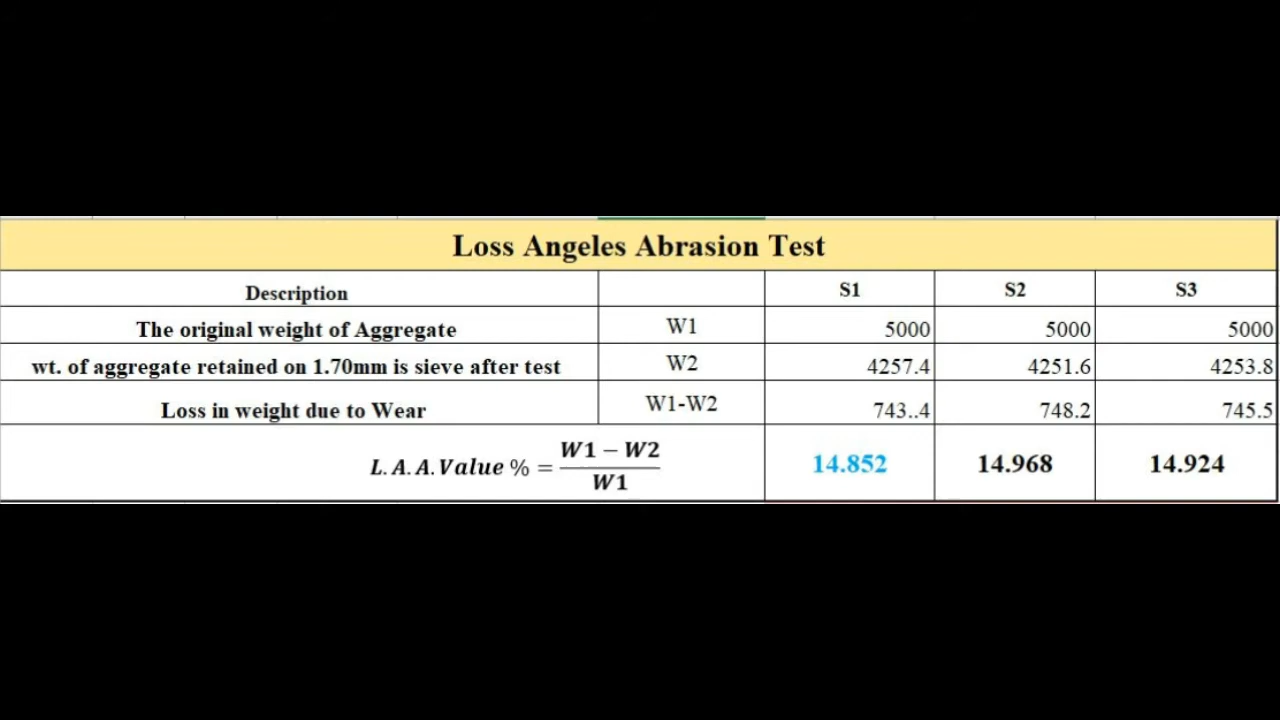 Loss Angeles Abrasion Test
Description S1 S2 S3
The original weight of Aggregate W1 5000 5000 5000
wt. of aggregate retained on 1.70mm is sieve after test W2 4257.4 4251.6 4253.8
Loss in weight due to Wear W1-W2 743..4 748.2 745.5
L. A. A. Value % = W1 − W2 / W1 14.852 14.968 14.924